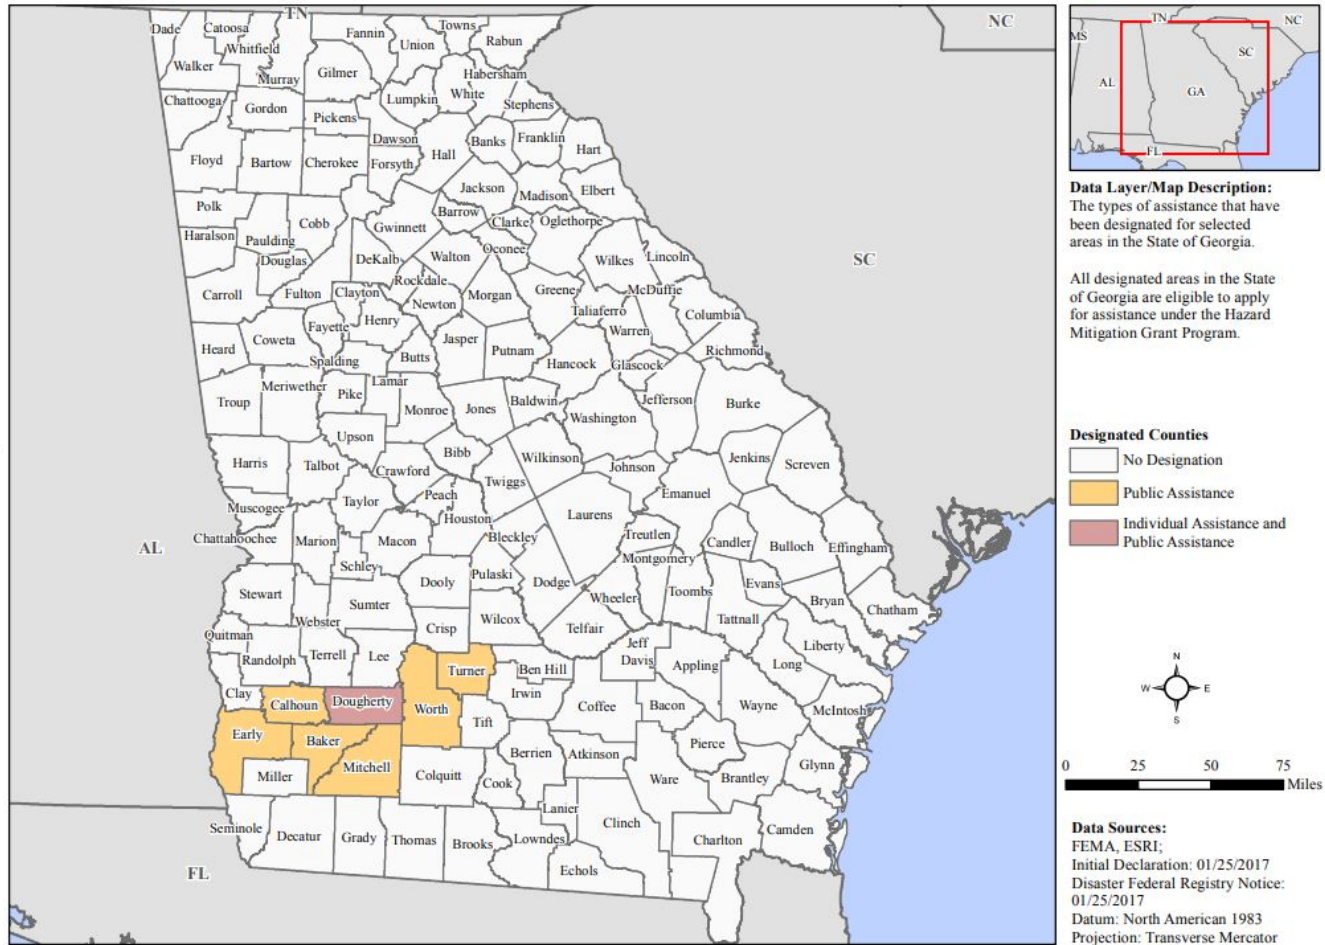 TN
NC
Dade
Catoosa
Whitfield
Walker
Murray
Fannin
Union
Towns
Rabun
Gilmer
Habersham
White
Lumpkin
Stephens
Chattooga
Gordon
Pickens
Dawson
Hall
Banks
Franklin
Hart
Floyd
Bartow
Cherokee
Forsyth
Jackson
Madison
Elbert
Polk
Cobb
Gwinnett
Barrow
Clarke
Oglethorpe
Haralson
Paulding
Douglas
DeKalb
Walton
Oconee
Wilkes
Lincoln
SC
Carroll
Fulton
Clayton
Rockdale
Newton
Morgan
Greene
McDuffie
Taliaferro
Columbia
Henry
Fayette
Warren
Heard
Coweta
Spalding
Butts
Jasper
Putnam
Hancock
Glascock
Richmond
Troup
Meriwether
Pike
Lamar
Monroe
Jones
Baldwin
Washington
Jefferson
Burke
Upson
Harris
Talbot
Crawford
Bibb
Wilkinson
Johnson
Jenkins
Screven
Twiggs
Peach
Emanuel
Taylor
Muscogee
Houston
Laurens
Chattahoochee
Marion
Macon
Bleckley
Treutlen
Candler
Bulloch
Effingham
AL
Schley
Dooly
Pulaski
Dodge
Montgomery
Wheeler
Toombs
Evans
Stewart
Sumter
Webster
Wilcox
Telfair
Tattnall
Bryan
Chatham
Quitman
Crisp
Jeff
Davis
Liberty
Randolph
Terrell
Lee
Turner
Ben Hill
Appling
Long
Clay
Calhoun
Dougherty
Worth
Irwin
Coffee
Bacon
Wayne
McIntosh
Tift
Early
Baker
Berrien
Atkinson
Pierce
Glynn
Miller
Mitchell
Colquitt
Cook
Ware
Brantley
Lanier
Clinch
Seminole
Decatur
Grady
Thomas
Brooks
Lowndes
Charlton
Camden
Echols
FL
TN
NC
MS
SC
AL
GA
FL
Data Layer/Map Description:
The types of assistance that have
been designated for selected
areas in the State of Georgia.
All designated areas in the State
of Georgia are eligible to apply
for assistance under the Hazard
Mitigation Grant Program.
Designated Counties
No Designation
Public Assistance
Individual Assistance and
Public Assistance
N
W E
S
0 25 50 75
Miles
Data Sources:
FEMA, ESRI;
Initial Declaration: 01/25/2017
Disaster Federal Registry Notice:
01/25/2017
Datum: North American 1983
Projection: Transverse Mercator